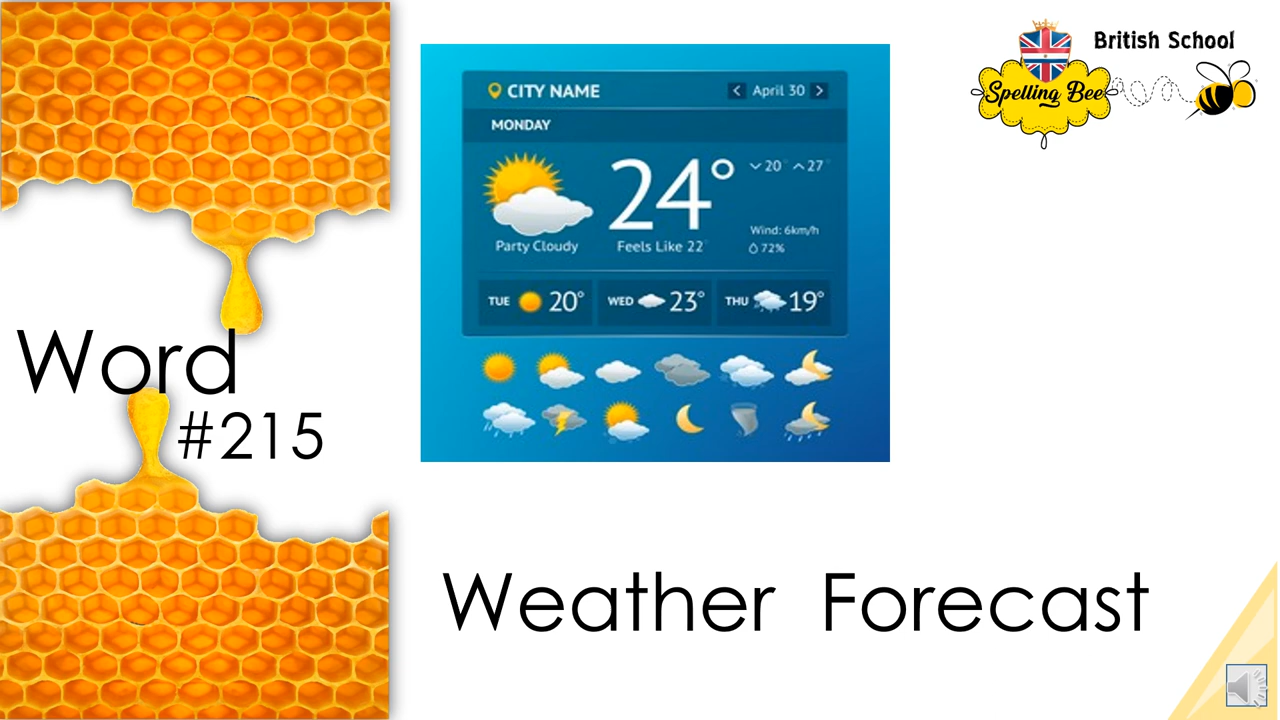 British School
Spelling Bee
CITY NAME
< April 30 >
MONDAY
24°
20° 27°
Wind: 6km/h
72%
Party Cloudy
Feels Like 22°
TUE 20°
WED 23°
THU 19°
Word
#215
Weather Forecast